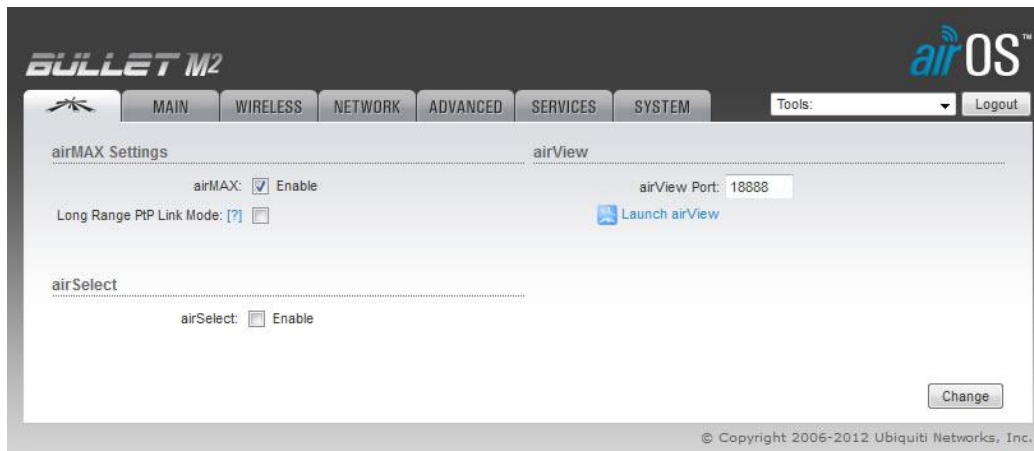 BULLET M2
airOS™
MAIN
WIRELESS
NETWORK
ADVANCED
SERVICES
SYSTEM
Tools:
Logout
airMAX Settings
airMAX: Enable
Long Range PtP Link Mode: [?]
airView
airView Port: 18888
Launch airView
airSelect
airSelect: Enable
Change
© Copyright 2006-2012 Ubiquiti Networks, Inc.